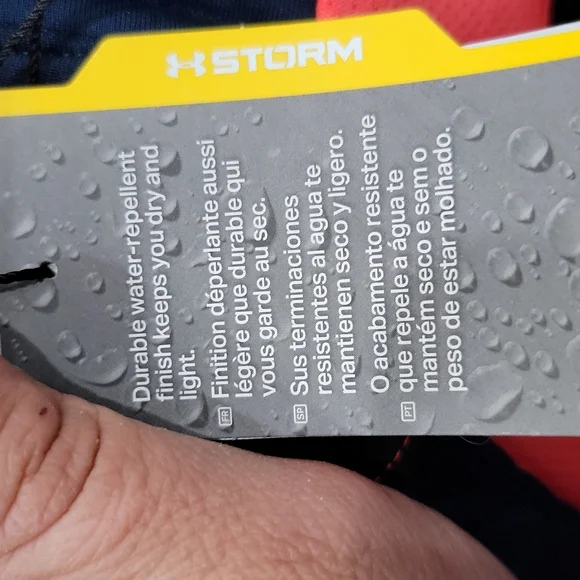 STORM
Durable water-repellent
finish keeps you dry and
light.
FR
Finition déperlante aussi
légère que durable qui
vous garde au sec.
SP
Sus terminaciones
resistentes al agua te
mantienen seco y ligero.
PT
O acabamento resistente
que repele a água te
mantém seco e sem o
peso de estar molhado.